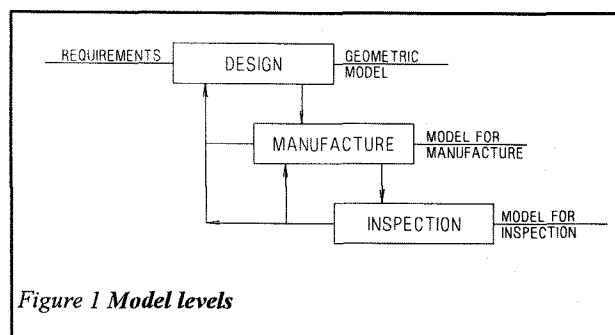 REQUIREMENTS
DESIGN
GEOMETRIC
MODEL
MANUFACTURE
MODEL FOR
MANUFACTURE
INSPECTION
MODEL FOR
INSPECTION
Figure 1 Model levels